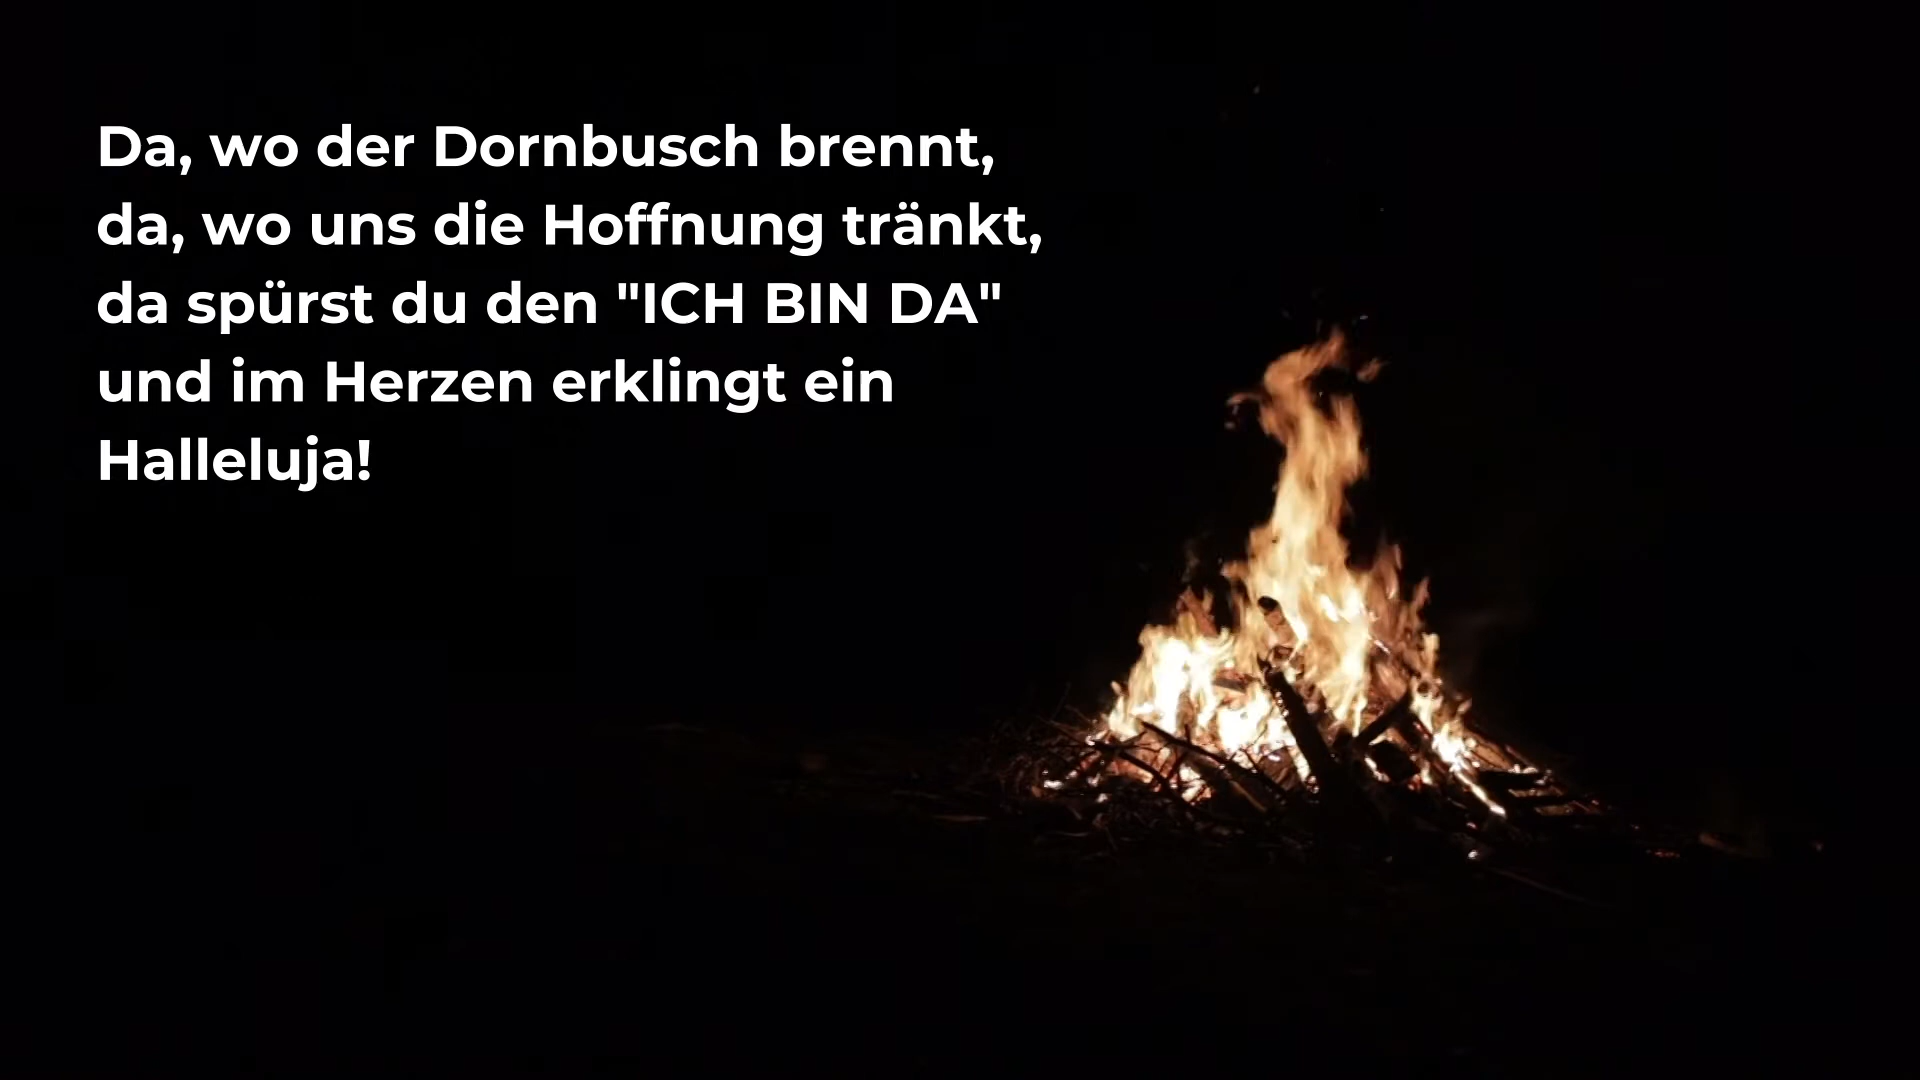 Da, wo der Dornbusch brennt,
da, wo uns die Hoffnung tränkt,
da spürst du den "ICH BIN DA"
und im Herzen erklingt ein
Halleluja!